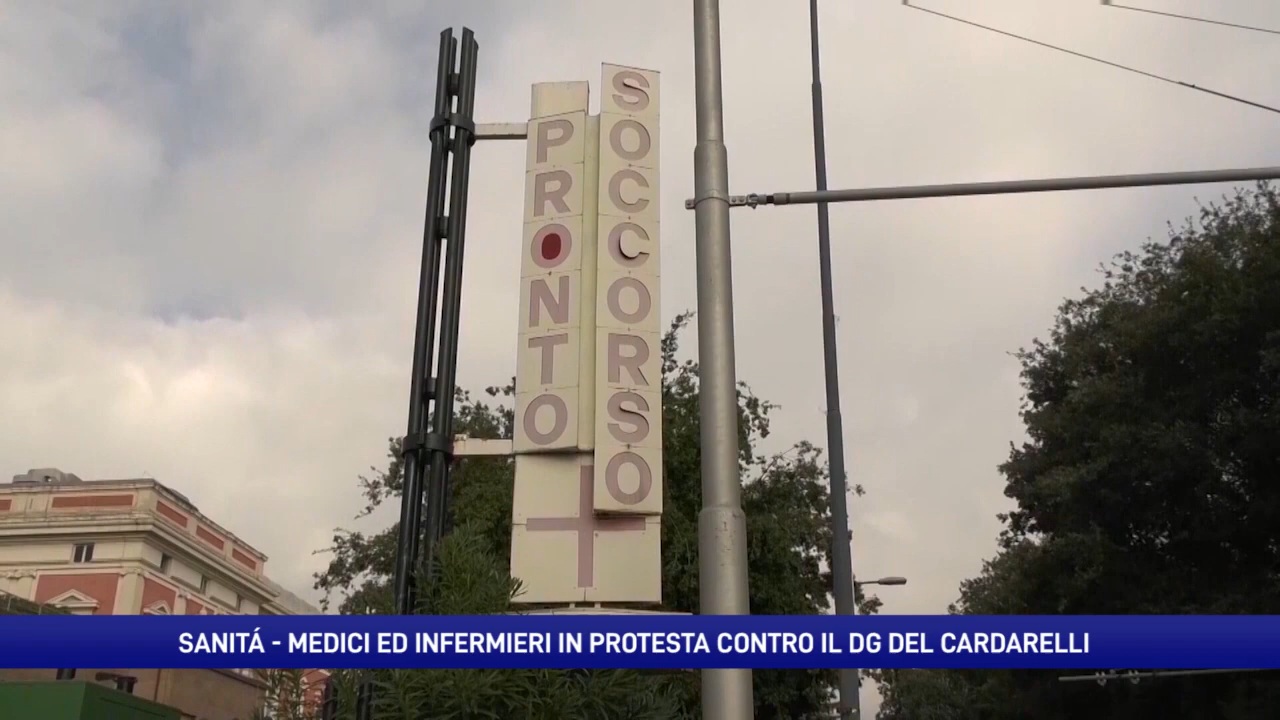 PRONTO
SOCCORSO
SANITÁ - MEDICI ED INFERMIERI IN PROTESTA CONTRO IL DG DEL CARDARELLI